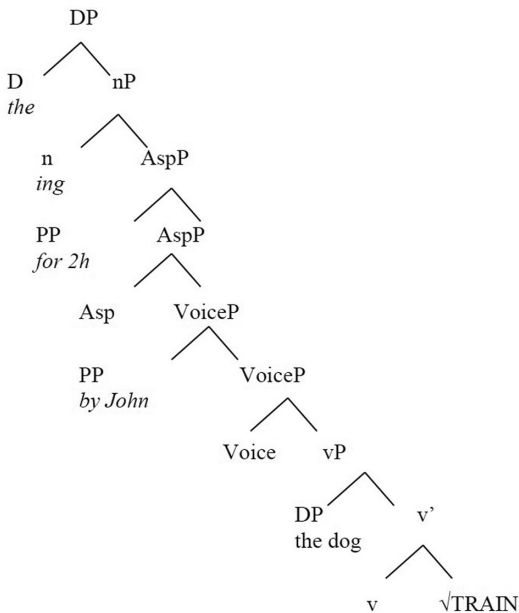 DP
D nP
the
n AspP
ing
PP AspP
for 2h
Asp VoiceP
PP VoiceP
by John
Voice vP
DP v’
the dog
v √TRAIN